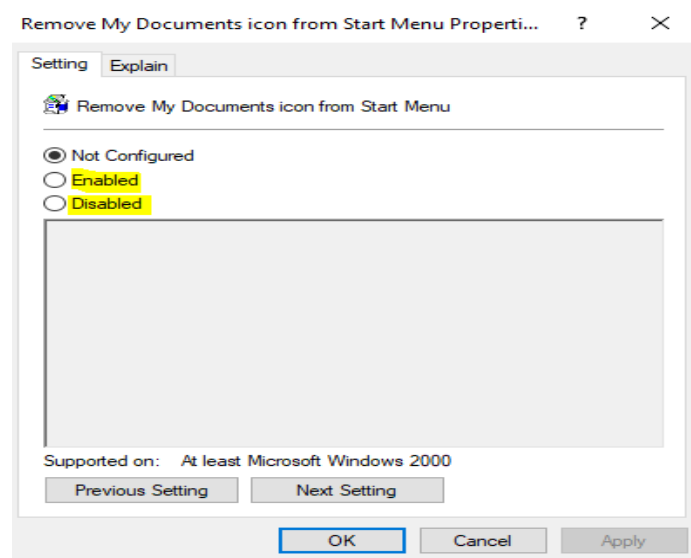 Remove My Documents icon from Start Menu Properti... ? ×
Setting Explain
Remove My Documents icon from Start Menu
Not Configured
Enabled
Disabled
Supported on: At least Microsoft Windows 2000
Previous Setting Next Setting
OK Cancel Apply